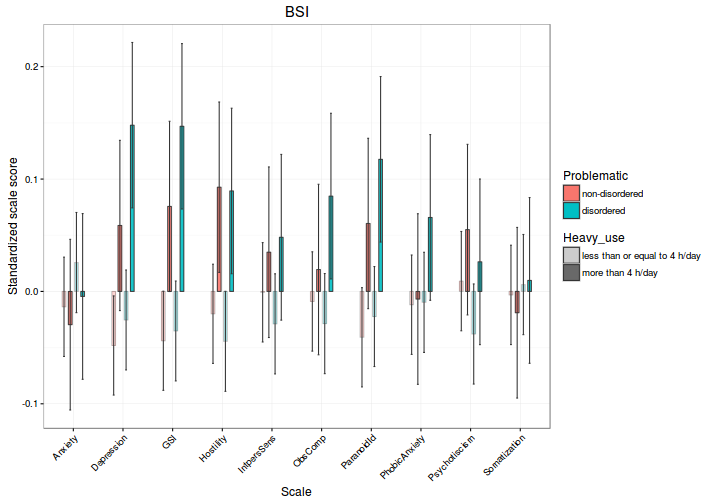 BSI
Standardized scale score
0.2
0.1
0.0
-0.1
Anxiety
Depression
GSI
Hostility
IntpersSens
ObsComp
ParanoidId
PhobicAnxiety
Psychoticism
Somatization
Scale
Problematic
non-disordered
disordered
Heavy_use
less than or equal to 4 h/day
more than 4 h/day